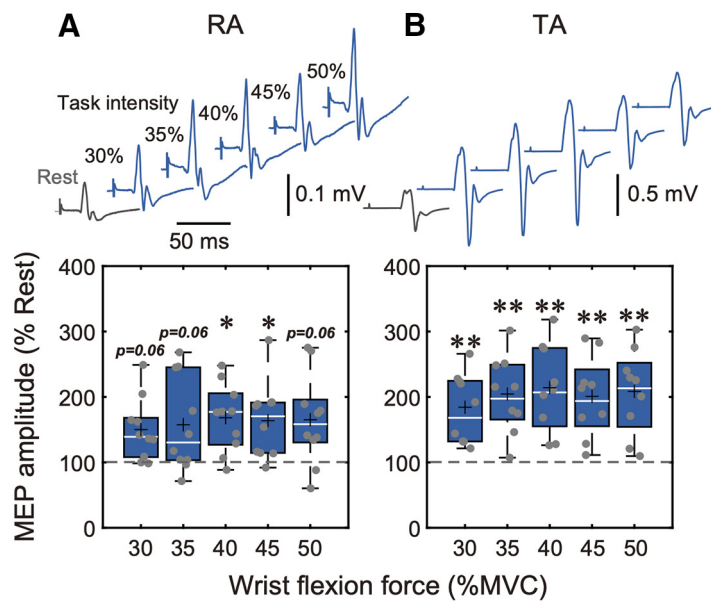 A RA B TA
50%
45%
Task intensity
40%
35%
30%
Rest
0.1 mV
0.5 mV
50 ms
MEP amplitude (% Rest)
400
300
200
100
0
p=0.06
p=0.06
*
*
p=0.06
30 35 40 45 50
400
300
200
100
0
**
**
**
**
**
30 35 40 45 50
Wrist flexion force (%MVC)